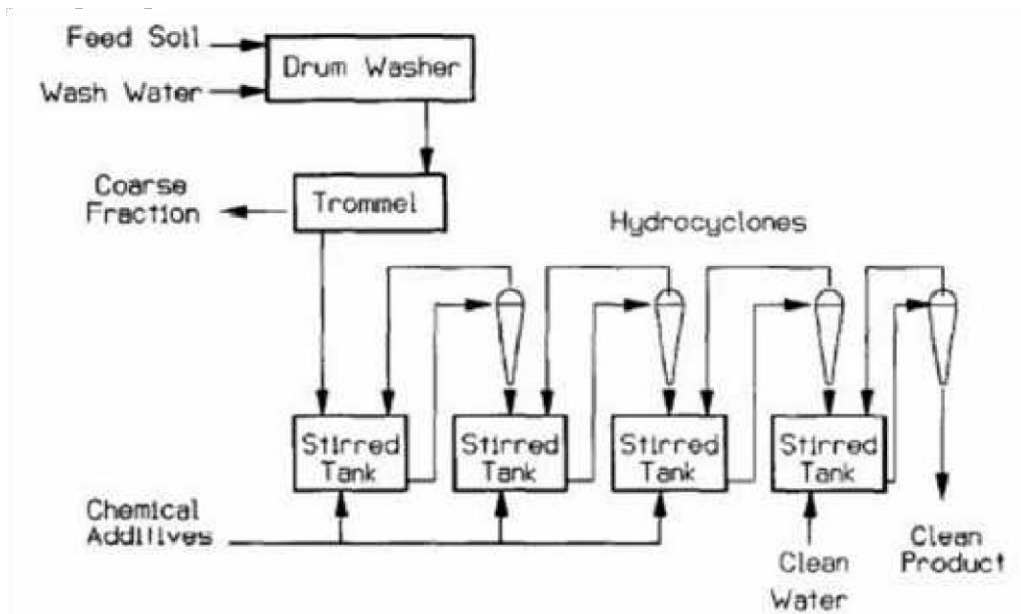 Feed Soil
Drum Washer
Wash Water
Coarse
Fraction
Trommel
Hydrocyclones
Stirred
Tank
Stirred
Tank
Stirred
Tank
Stirred
Tank
Chemical
Additives
Clean
Water
Clean
Product